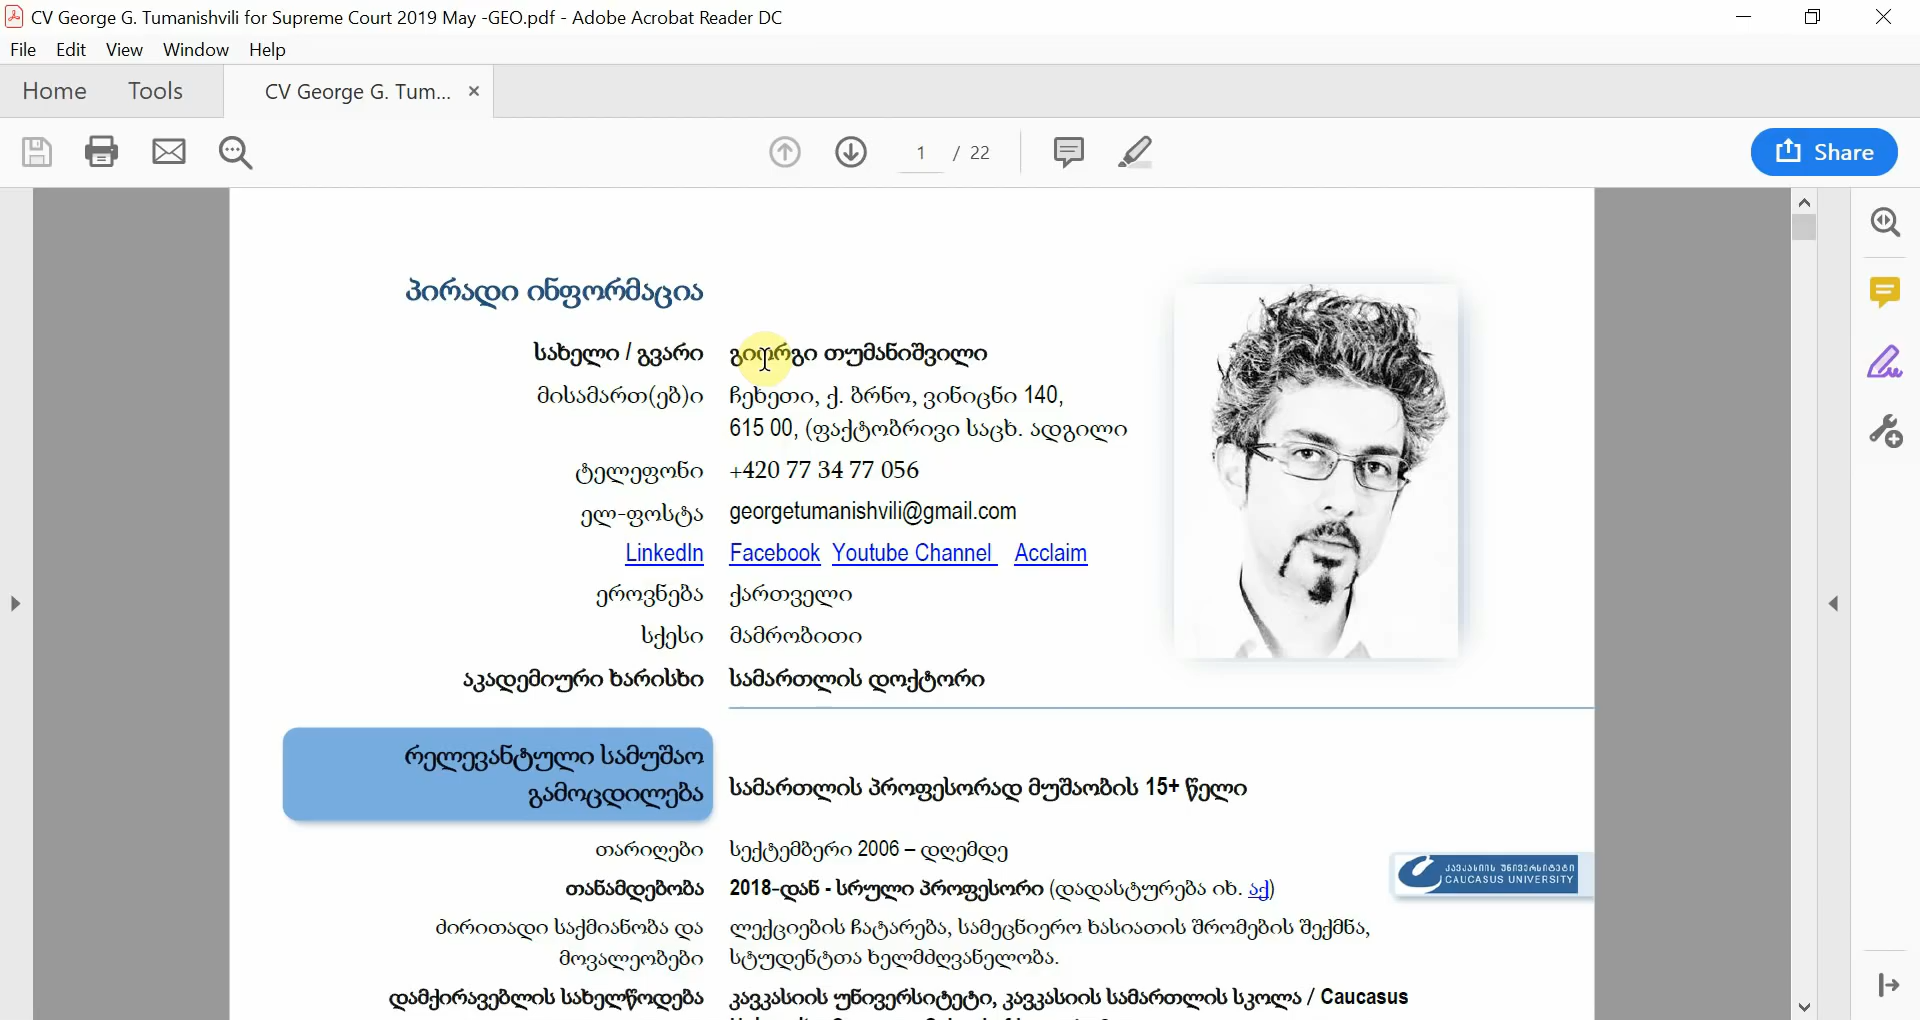 CV George G. Tumanishvili for Supreme Court 2019 May -GEO.pdf - Adobe Acrobat Reader DC
File Edit View Window Help
Home Tools CV George G. Tum...
1 / 22
Share
პირადი ინფორმაცია
სახელი / გვარი გიორგი თუმანიშვილი
მისამართ(ებ)ი ჩეხეთი, ქ. ბრნო, ვინიცნი 140,
615 00, (ფაქტობრივი საცხ. ადგილი
ტელეფონი +420 77 34 77 056
ელ-ფოსტა georgetumanishvili@gmail.com
LinkedIn Facebook Youtube Channel Acclaim
ეროვნება ქართველი
სქესი მამრობითი
აკადემიური ხარისხი სამართლის დოქტორი
რელევანტული სამუშაო
გამოცდილება
სამართლის პროფესორად მუშაობის 15+ წელი
თარიღები სექტემბერი 2006 – დღემდე
თანამდებობა 2018-დან - სრული პროფესორი (დადასტურება იხ. აქ)
კავკასიის უნივერსიტეტი
CAUCASUS UNIVERSITY
ძირითადი საქმიანობა და ლექციების ჩატარება, სამეცნიერო ხასიათის შრომების შექმნა,
მოვალეობები სტუდენტთა ხელმძღვანელობა.
დამქირავებლის სახელწოდება კავკასიის უნივერსიტეტი, კავკასიის სამართლის სკოლა / Caucasus